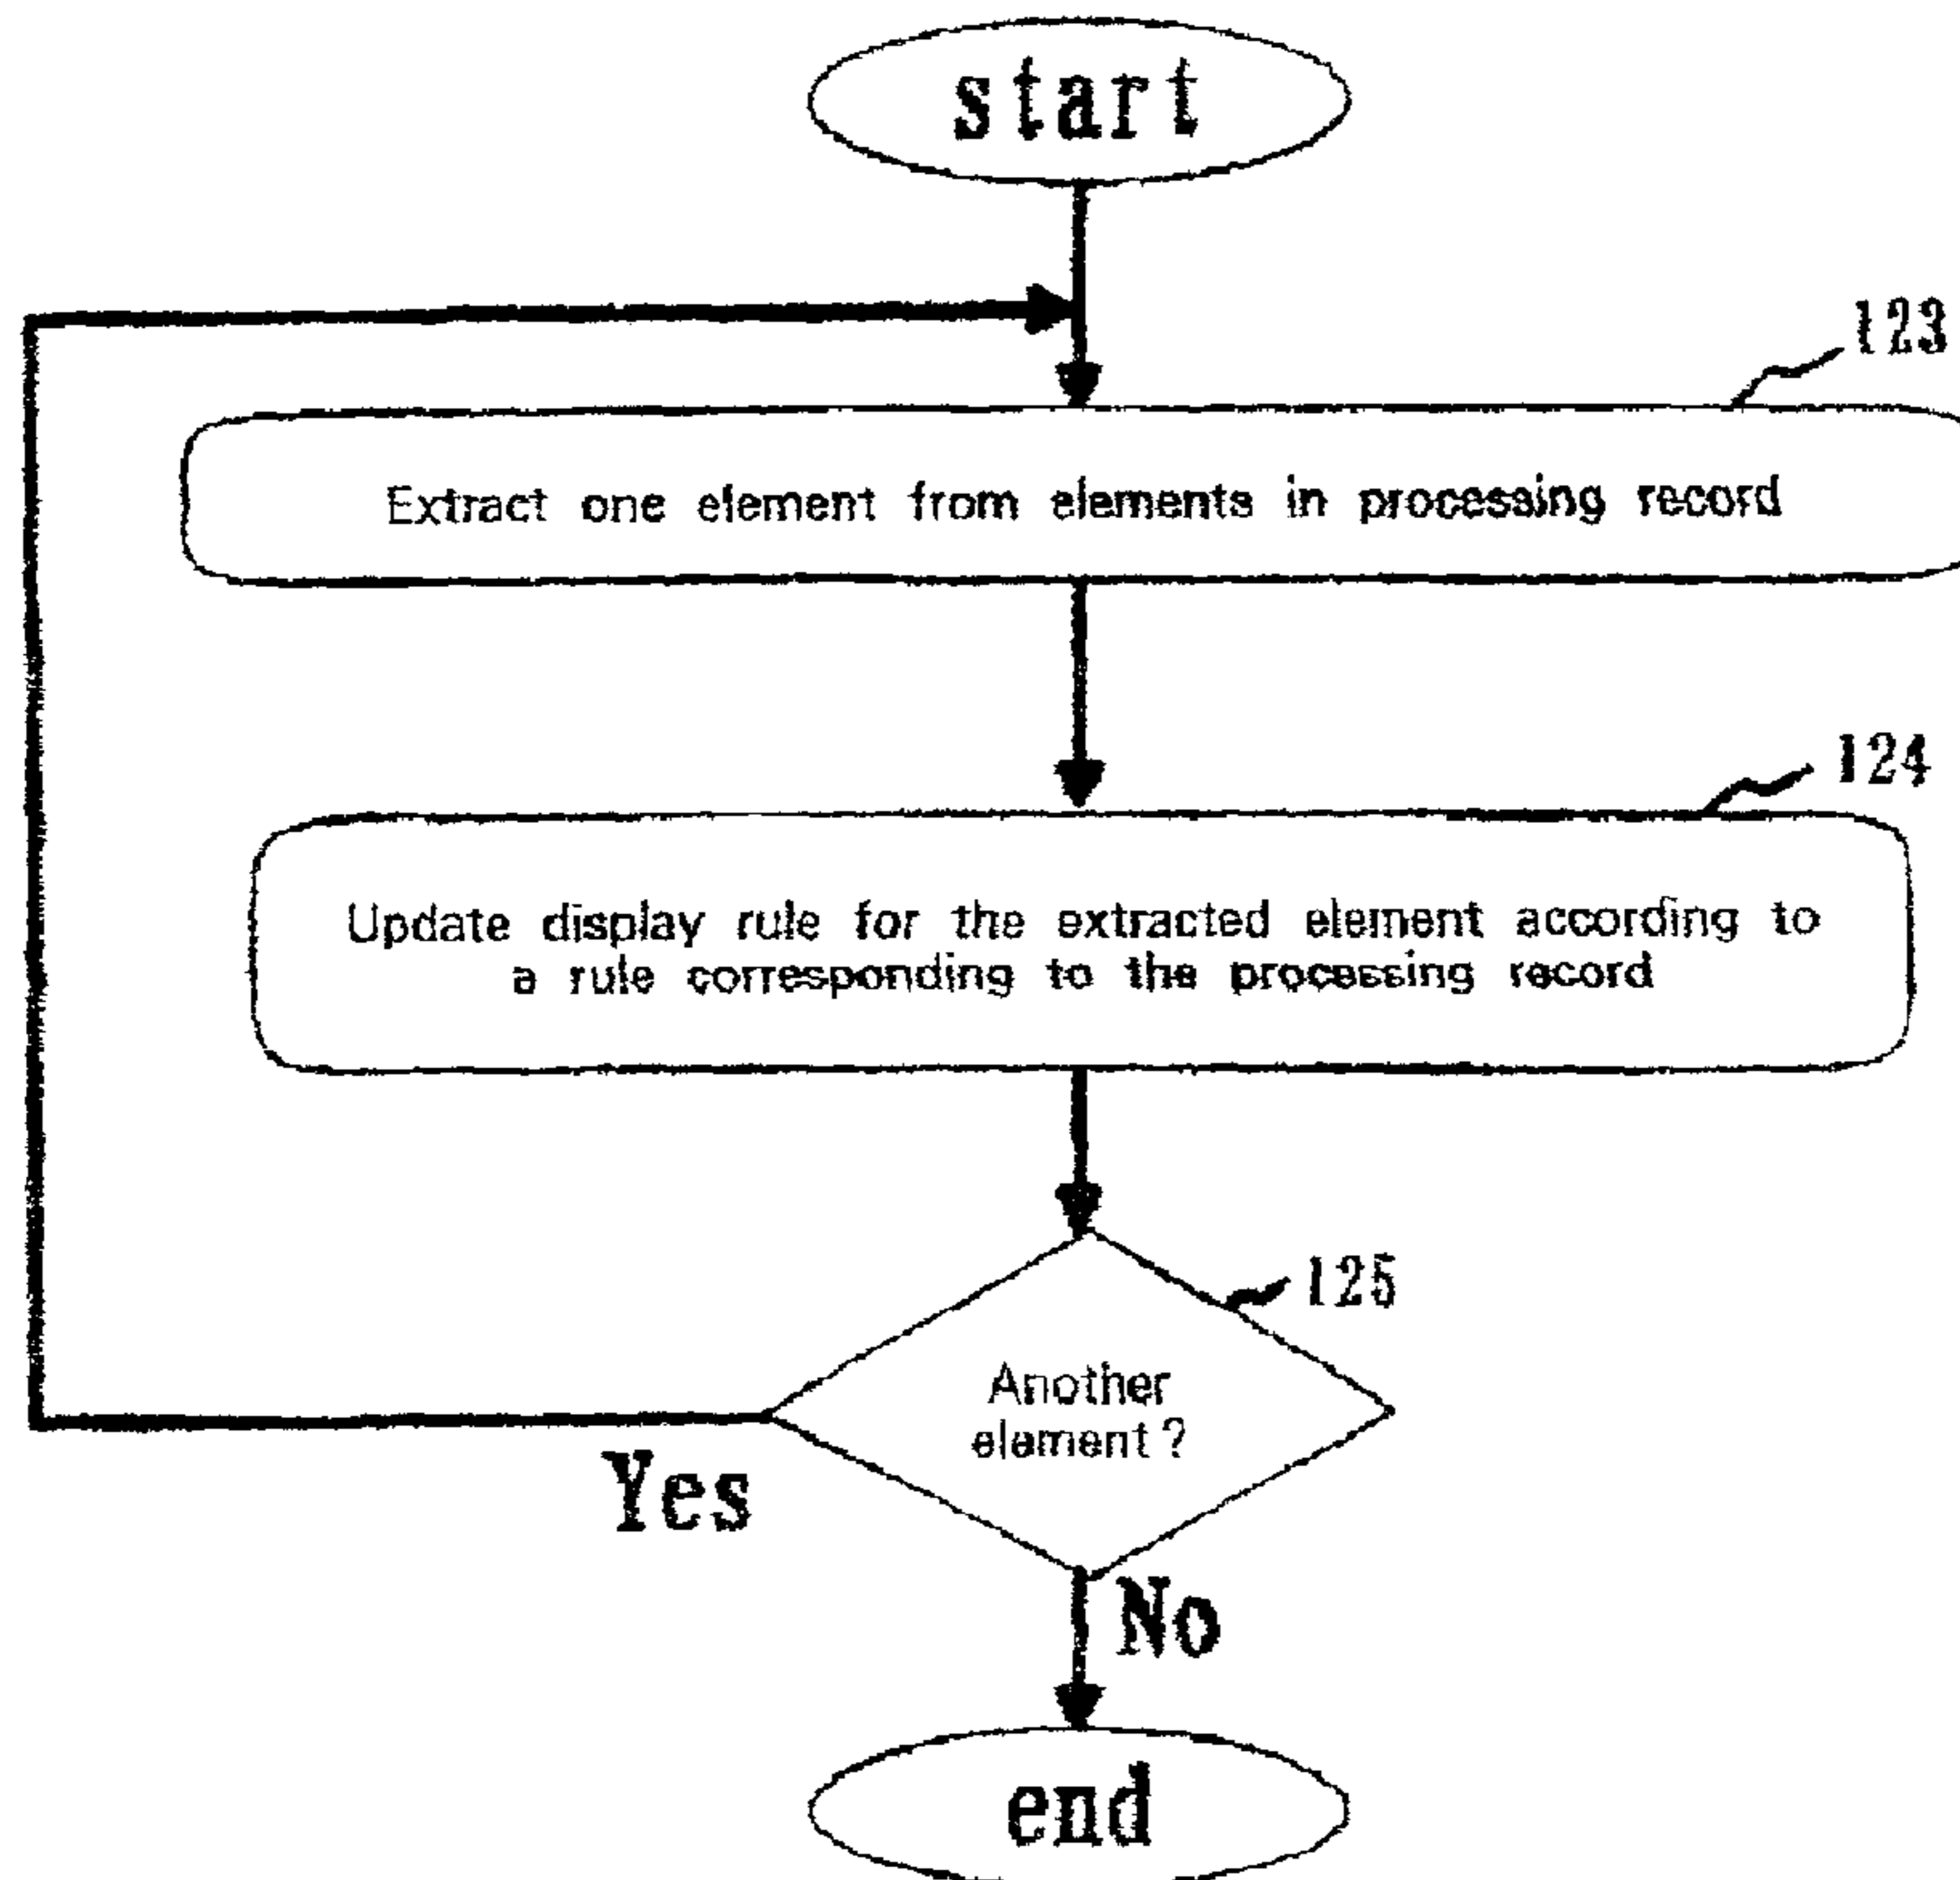 start
123
Extract one element from elements in processing record
124
Update display rule for the extracted element according to
a rule corresponding to the processing record
125
Another
element?
Yes
No
end